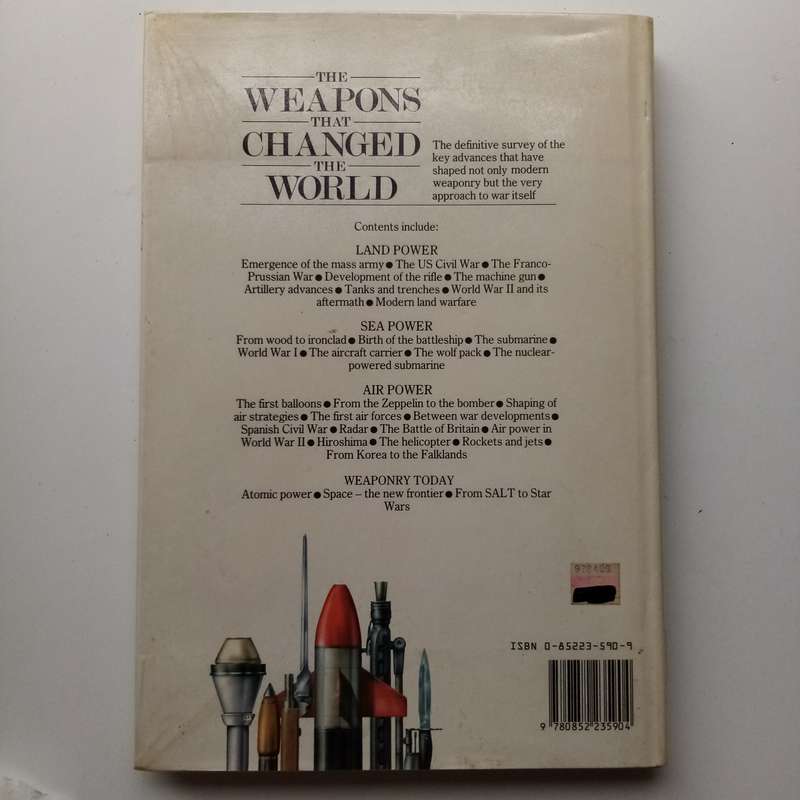 THE
WEAPONS
THAT
CHANGED
THE
WORLD
The definitive survey of the
key advances that have
shaped not only modern
weaponry but the very
approach to war itself
Contents include:
LAND POWER
Emergence of the mass army ● The US Civil War ● The Franco-
Prussian War ● Development of the rifle ● The machine gun ●
Artillery advances ● Tanks and trenches ● World War II and its
aftermath ● Modern land warfare
SEA POWER
From wood to ironclad ● Birth of the battleship ● The submarine ●
World War I ● The aircraft carrier ● The wolf pack ● The nuclear-
powered submarine
AIR POWER
The first balloons ● From the Zeppelin to the bomber ● Shaping of
air strategies ● The first air forces ● Between war developments ●
Spanish Civil War ● Radar ● The Battle of Britain ● Air power in
World War II ● Hiroshima ● The helicopter ● Rockets and jets ●
From Korea to the Falklands
WEAPONRY TODAY
Atomic power ● Space – the new frontier ● From SALT to Star
Wars
ISBN 0-85223-590-9
9 780852 235904